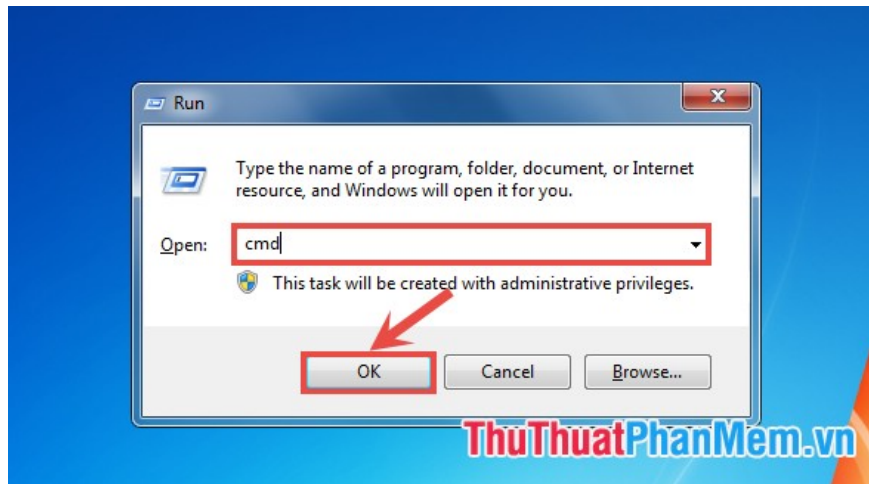 Run
Type the name of a program, folder, document, or Internet
resource, and Windows will open it for you.
Open:
cmd
This task will be created with administrative privileges.
OK
Cancel
Browse...
ThuThuatPhanMem.vn